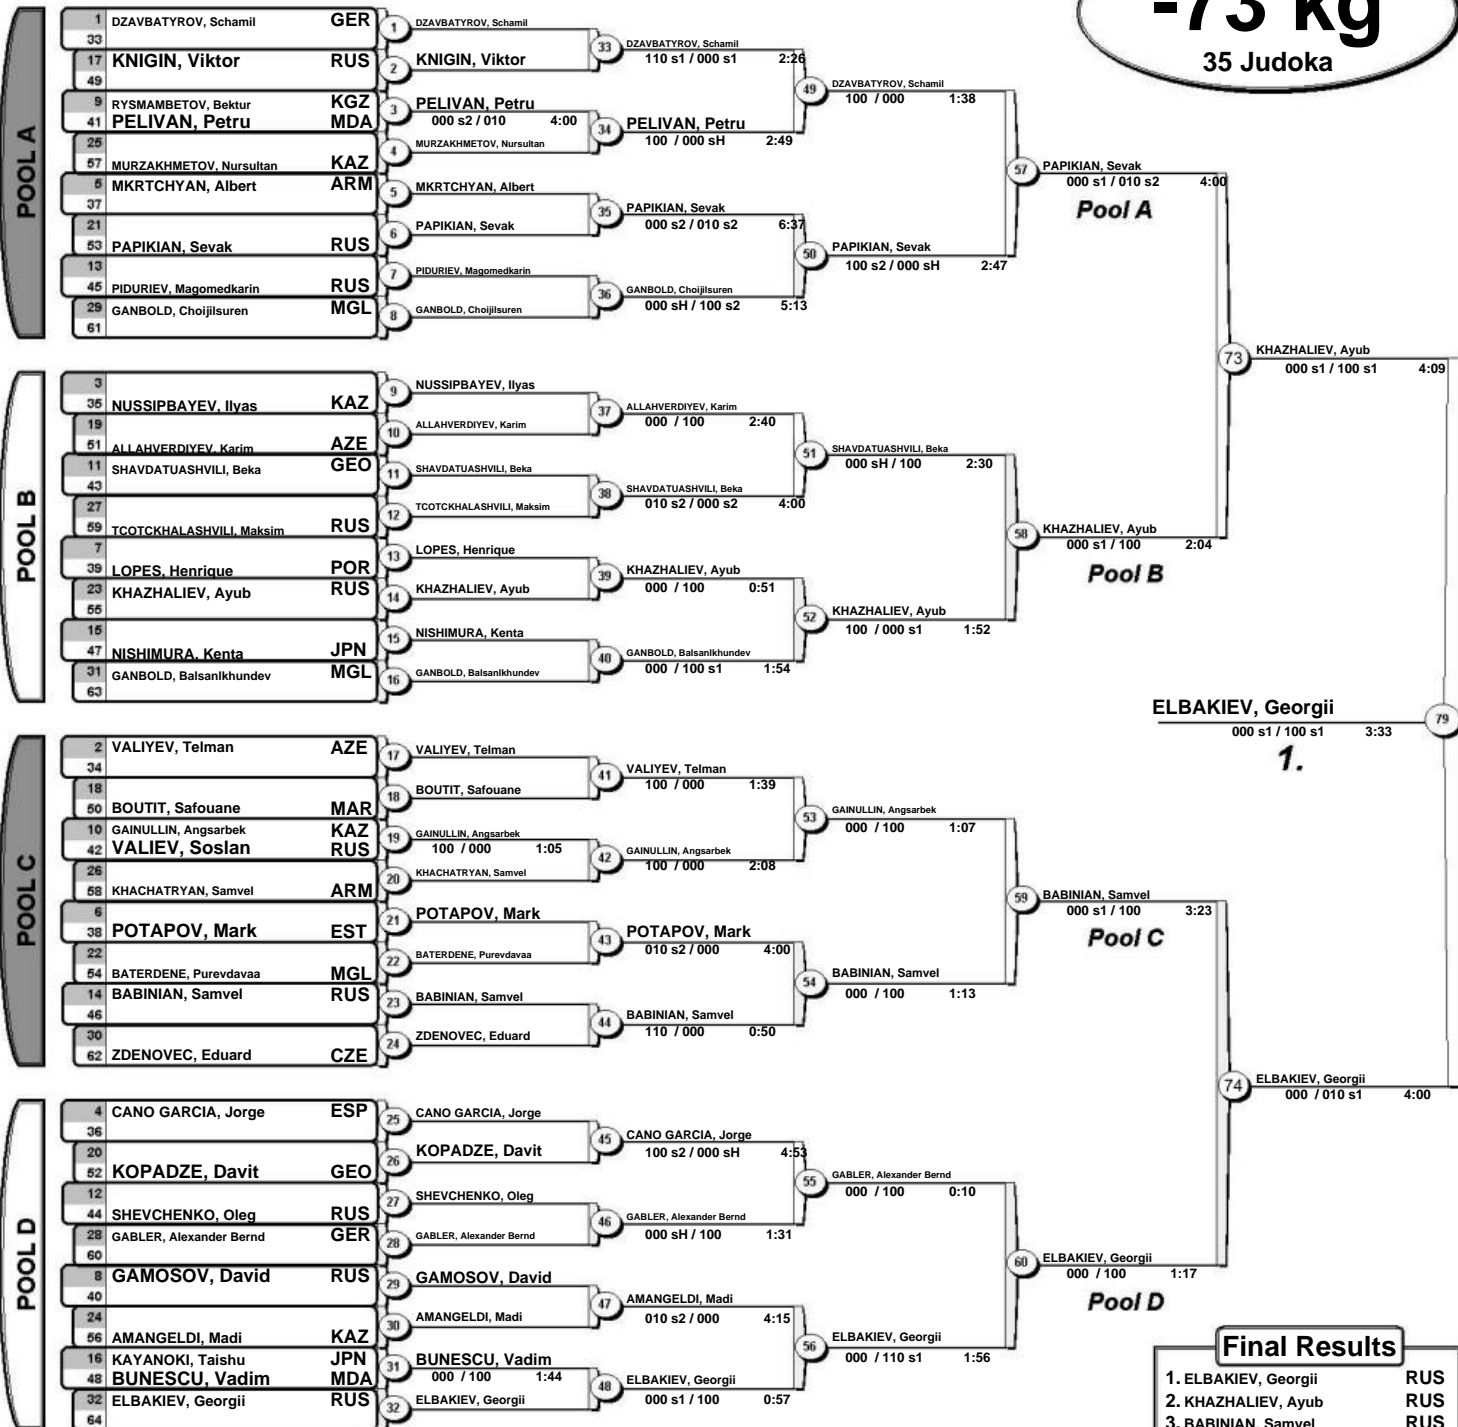 -73 kg
35 Judoka
POOL A
1 DZAVBATYROV, Schamil GER
33
17 KNIGIN, Viktor RUS
49
9 RYSMAMBETOV, Bektur KGZ
41 PELIVAN, Petru MDA
25
57 MURZAKHMETOV, Nursultan KAZ
5 MKRTCHYAN, Albert ARM
37
21
53 PAPIKIAN, Sevak RUS
13
45 PIDURIEV, Magomedkarin RUS
29 GANBOLD, Choijilsuren MGL
61
1 DZAVBATYROV, Schamil
2 KNIGIN, Viktor
3 PELIVAN, Petru
000 s2 / 010 4:00
4 MURZAKHMETOV, Nursultan
5 MKRTCHYAN, Albert
6 PAPIKIAN, Sevak
7 PIDURIEV, Magomedkarin
8 GANBOLD, Choijilsuren
33 DZAVBATYROV, Schamil
110 s1 / 000 s1 2:26
34 PELIVAN, Petru
100 / 000 sH 2:49
35 PAPIKIAN, Sevak
000 s2 / 010 s2 6:37
36 GANBOLD, Choijilsuren
000 sH / 100 s2 5:13
49 DZAVBATYROV, Schamil
100 / 000 1:38
50 PAPIKIAN, Sevak
100 s2 / 000 sH 2:47
57 PAPIKIAN, Sevak
000 s1 / 010 s2 4:00
Pool A
POOL B
3
35 NUSSIPBAYEV, Ilyas KAZ
19
51 ALLAHVERDIYEV, Karim AZE
11 SHAVDATUASHVILI, Beka GEO
43
27
59 TCOTCKHALASHVILI, Maksim RUS
7
39 LOPES, Henrique POR
23 KHAZHALIEV, Ayub RUS
55
15
47 NISHIMURA, Kenta JPN
31 GANBOLD, Balsanlkhundev MGL
63
9 NUSSIPBAYEV, Ilyas
10 ALLAHVERDIYEV, Karim
11 SHAVDATUASHVILI, Beka
12 TCOTCKHALASHVILI, Maksim
13 LOPES, Henrique
14 KHAZHALIEV, Ayub
15 NISHIMURA, Kenta
16 GANBOLD, Balsanlkhundev
37 ALLAHVERDIYEV, Karim
000 / 100 2:40
38 SHAVDATUASHVILI, Beka
010 s2 / 000 s2 4:00
39 KHAZHALIEV, Ayub
000 / 100 0:51
40 GANBOLD, Balsanlkhundev
000 / 100 s1 1:54
51 SHAVDATUASHVILI, Beka
000 sH / 100 2:30
52 KHAZHALIEV, Ayub
100 / 000 s1 1:52
58 KHAZHALIEV, Ayub
000 s1 / 100 2:04
Pool B
73 KHAZHALIEV, Ayub
000 s1 / 100 s1 4:09
ELBAKIEV, Georgii 79
000 s1 / 100 s1 3:33
1.
POOL C
2 VALIYEV, Telman AZE
34
18
50 BOUTIT, Safouane MAR
10 GAINULLIN, Angsarbek KAZ
42 VALIEV, Soslan RUS
26
58 KHACHATRYAN, Samvel ARM
6
38 POTAPOV, Mark EST
22
54 BATERDENE, Purevdavaa MGL
14 BABINIAN, Samvel RUS
46
30
62 ZDENOVEC, Eduard CZE
17 VALIYEV, Telman
18 BOUTIT, Safouane
19 GAINULLIN, Angsarbek
100 / 000 1:05
20 KHACHATRYAN, Samvel
21 POTAPOV, Mark
22 BATERDENE, Purevdavaa
23 BABINIAN, Samvel
24 ZDENOVEC, Eduard
41 VALIYEV, Telman
100 / 000 1:39
42 GAINULLIN, Angsarbek
100 / 000 2:08
43 POTAPOV, Mark
010 s2 / 000 4:00
44 BABINIAN, Samvel
110 / 000 0:50
53 GAINULLIN, Angsarbek
000 / 100 1:07
54 BABINIAN, Samvel
000 / 100 1:13
59 BABINIAN, Samvel
000 s1 / 100 3:23
Pool C
POOL D
4 CANO GARCIA, Jorge ESP
36
20
52 KOPADZE, Davit GEO
12
44 SHEVCHENKO, Oleg RUS
28 GABLER, Alexander Bernd GER
60
8 GAMOSOV, David RUS
40
24
56 AMANGELDI, Madi KAZ
16 KAYANOKI, Taishu JPN
48 BUNESCU, Vadim MDA
32 ELBAKIEV, Georgii RUS
64
25 CANO GARCIA, Jorge
26 KOPADZE, Davit
27 SHEVCHENKO, Oleg
28 GABLER, Alexander Bernd
29 GAMOSOV, David
30 AMANGELDI, Madi
31 BUNESCU, Vadim
000 / 100 1:44
32 ELBAKIEV, Georgii
45 CANO GARCIA, Jorge
100 s2 / 000 sH 4:53
46 GABLER, Alexander Bernd
000 sH / 100 1:31
47 AMANGELDI, Madi
010 s2 / 000 4:15
48 ELBAKIEV, Georgii
000 s1 / 100 0:57
55 GABLER, Alexander Bernd
000 / 100 0:10
56 ELBAKIEV, Georgii
000 / 110 s1 1:56
60 ELBAKIEV, Georgii
000 / 100 1:17
Pool D
74 ELBAKIEV, Georgii
000 / 010 s1 4:00
Final Results
1. ELBAKIEV, Georgii RUS
2. KHAZHALIEV, Ayub RUS
3. BABINIAN, Samvel RUS